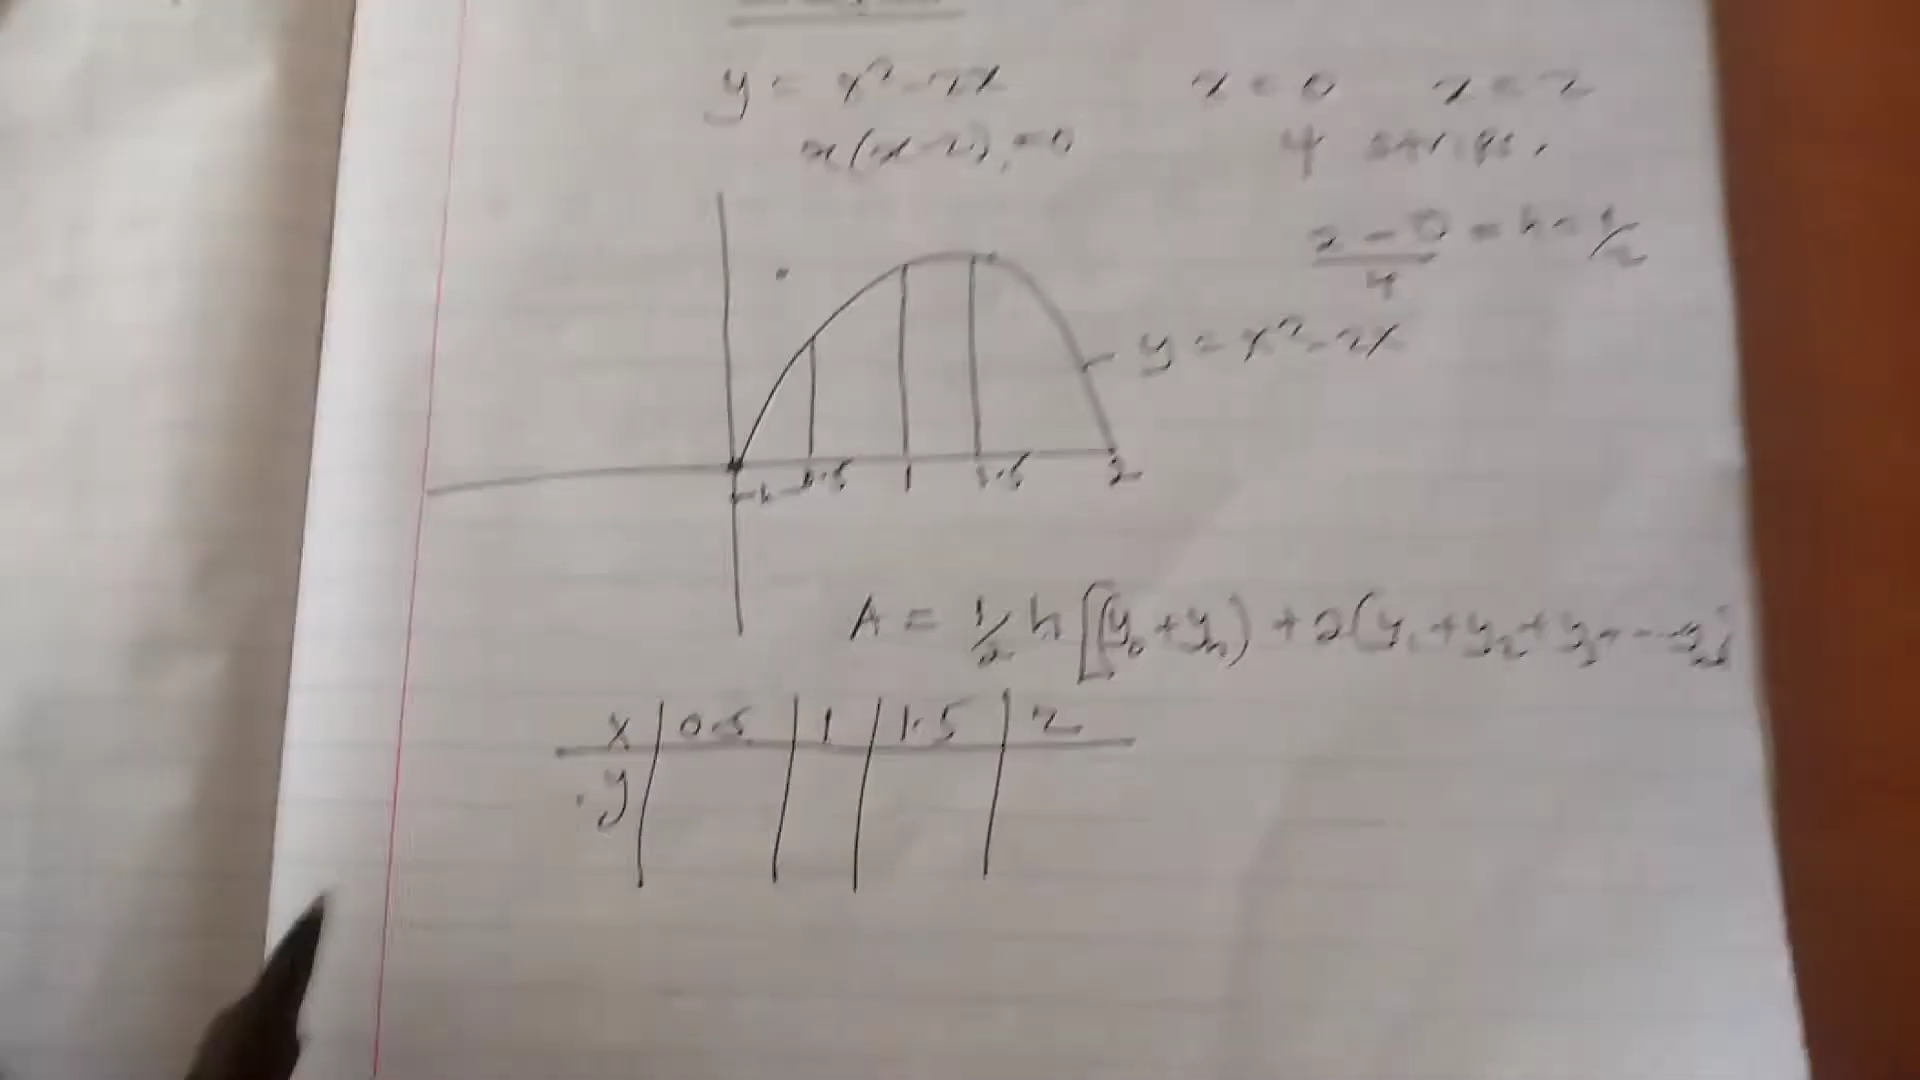 y = x² - 2x x = 0 x = 2
x(x-2) = 0 4 strips.
2 - 0 / 4 = h = 1/2
y = x² - 2x
h 0.5 1 1.5 2
A = 1/2 h [(y₀ + yₙ) + 2(y₁ + y₂ + y₃ + ---
x 0.5 1 1.5 2
y